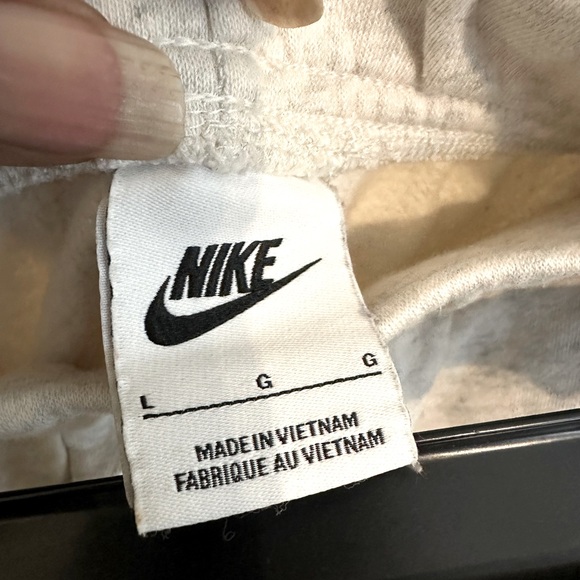 NIKE
L G G
MADE IN VIETNAM
FABRIQUE AU VIETNAM